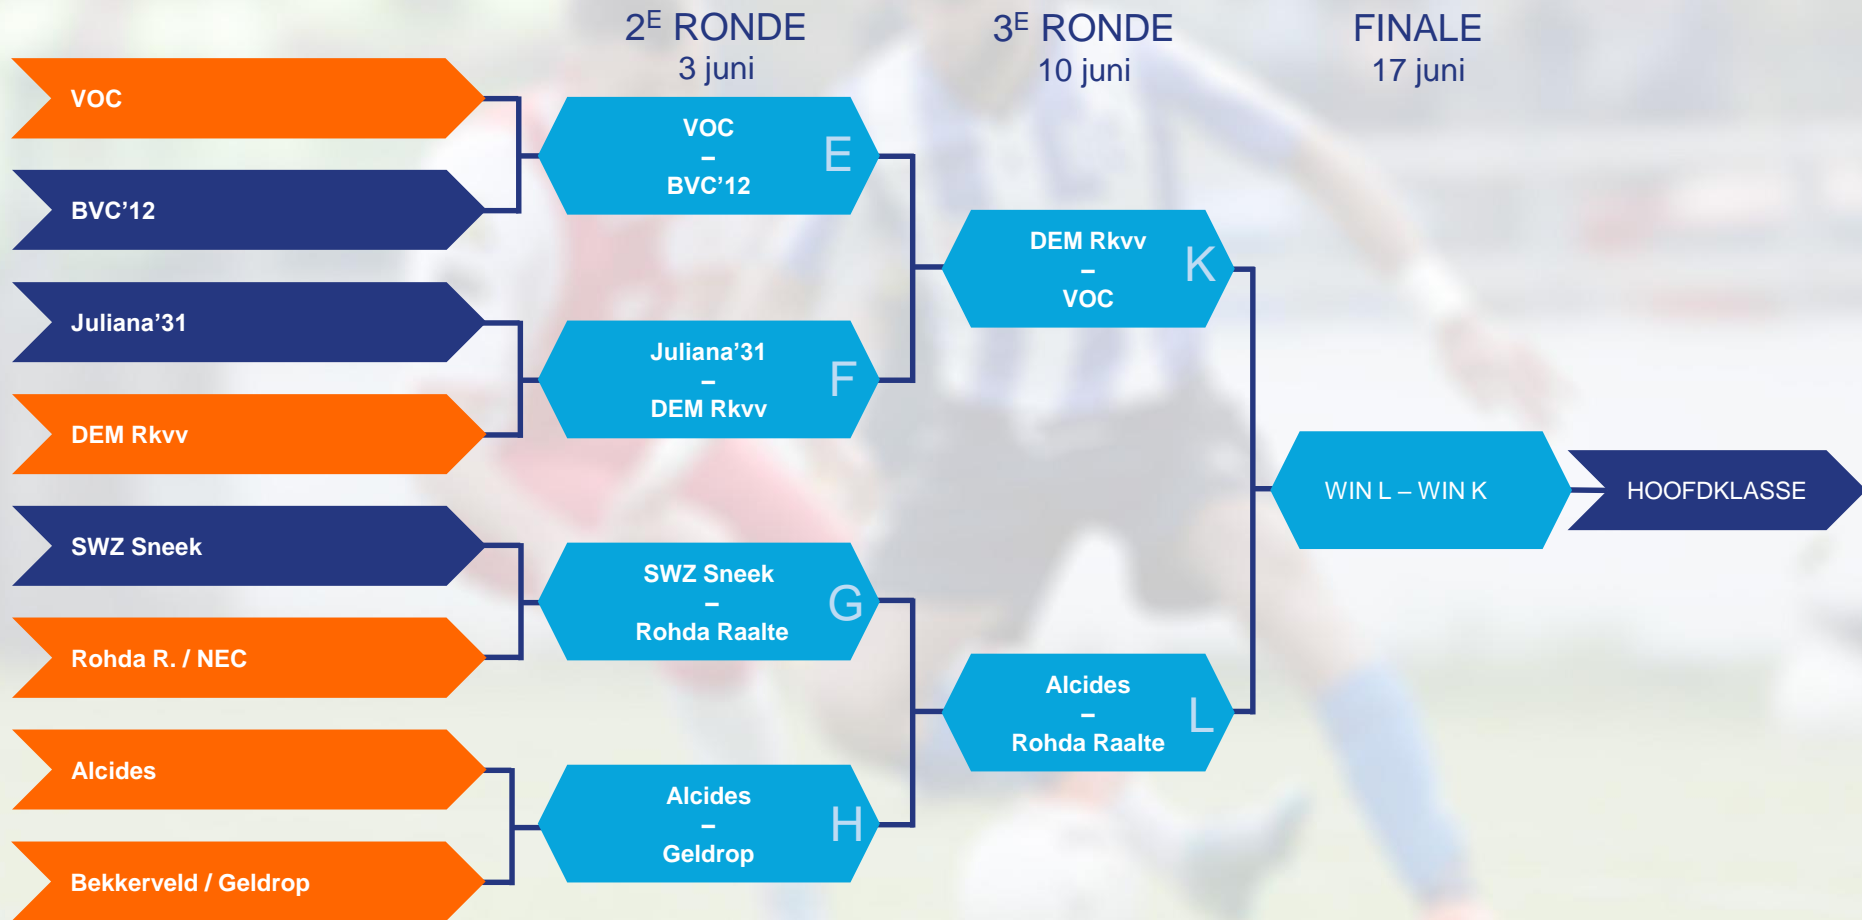 2E RONDE
3 juni
3E RONDE
10 juni
FINALE
17 juni
VOC
BVC’12
Juliana’31
DEM Rkvv
SWZ Sneek
Rohda R. / NEC
Alcides
Bekkerveld / Geldrop
VOC
–
BVC’12
E
Juliana’31
–
DEM Rkvv
F
SWZ Sneek
–
Rohda Raalte
G
Alcides
–
Geldrop
H
DEM Rkvv
–
VOC
K
Alcides
–
Rohda Raalte
L
WIN L – WIN K
HOOFDKLASSE